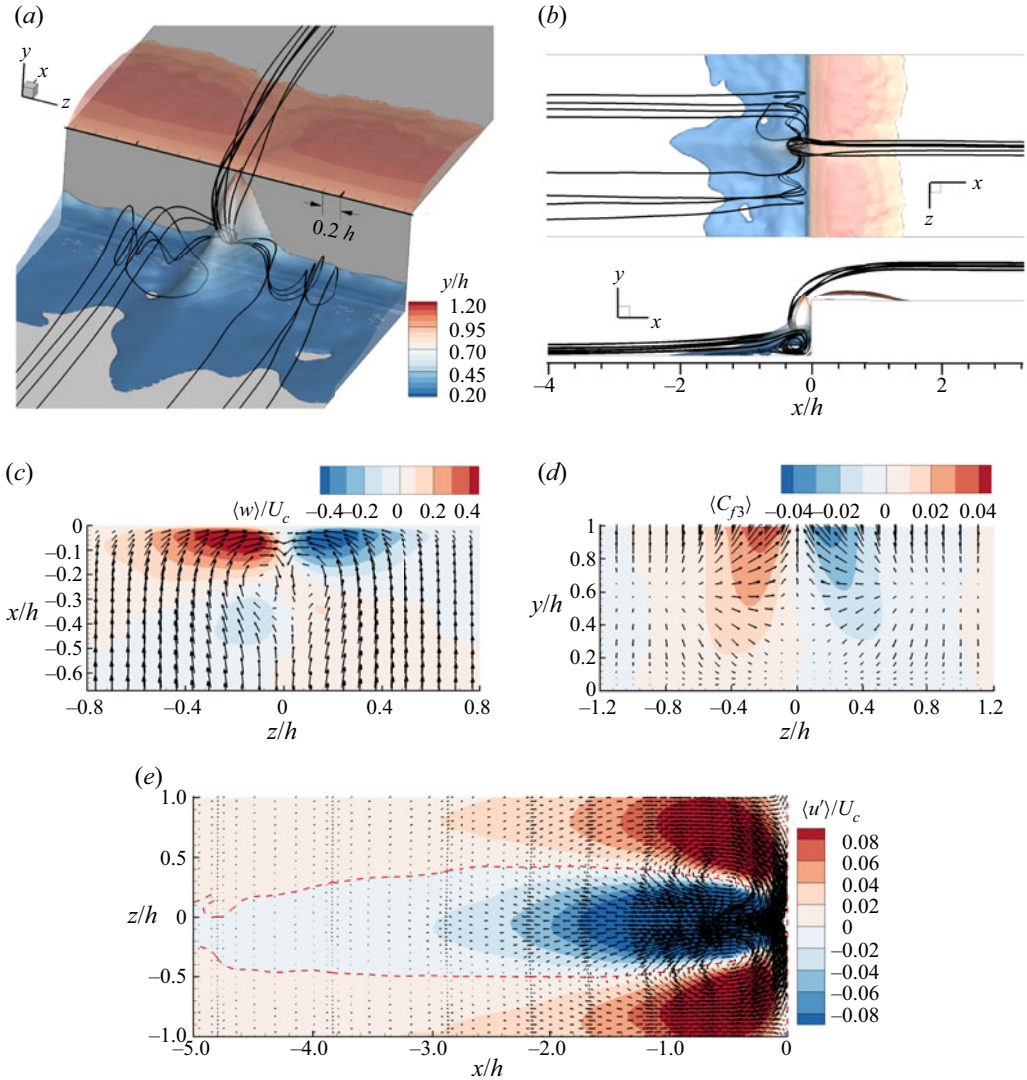 (a)
y
x
z
0.2 h
y/h
1.20
0.95
0.70
0.45
0.20
(b)
x
z
y
x
−4 −2 0 2
x/h
(c)
⟨w⟩/U_c
−0.4 −0.2 0 0.2 0.4
0
−0.1
−0.2
−0.3
−0.4
−0.5
−0.6
x/h
−0.8 −0.4 0 0.4 0.8
z/h
(d)
⟨C_{f3}⟩
−0.04 −0.02 0 0.02 0.04
1
0.8
0.6
0.4
0.2
0
y/h
−1.2 −0.8 −0.4 0 0.4 0.8 1.2
z/h
(e)
1.0
0.5
z/h
0
−0.5
−1.0
−5.0 −4.0 −3.0 −2.0 −1.0 0
x/h
⟨u′⟩/U_c
0.08
0.06
0.04
0.02
0
−0.02
−0.04
−0.06
−0.08